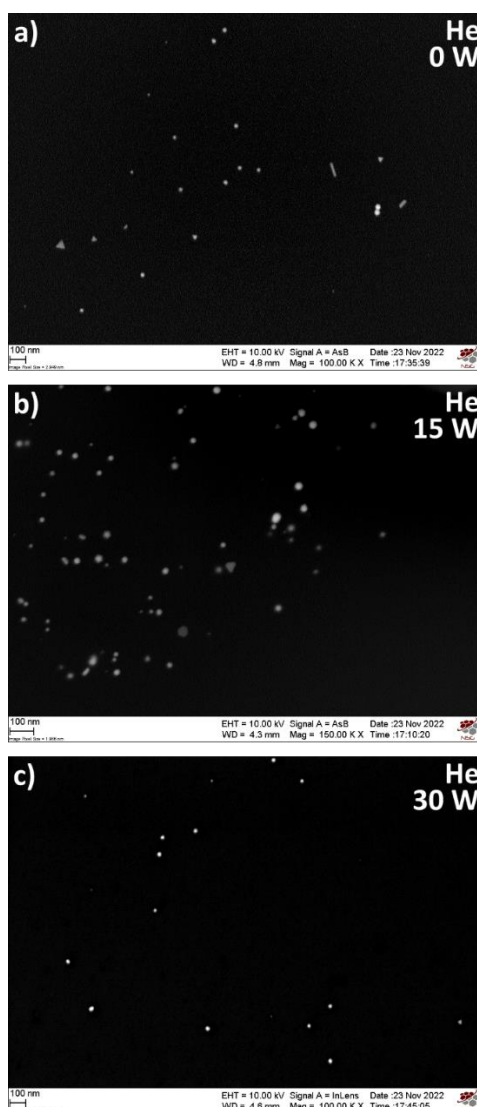 a)
He
0 W
100 nm
EHT = 10.00 kV Signal A = AsB Date :23 Nov 2022
WD = 4.8 mm Mag = 100.00 K X Time :17:35:39
b)
He
15 W
100 nm
EHT = 10.00 kV Signal A = AsB Date :23 Nov 2022
WD = 4.3 mm Mag = 150.00 K X Time :17:10:20
c)
He
30 W
100 nm
EHT = 10.00 kV Signal A = InLens Date :23 Nov 2022
WD = 4.6 mm Mag = 100.00 K X Time :17:45:05